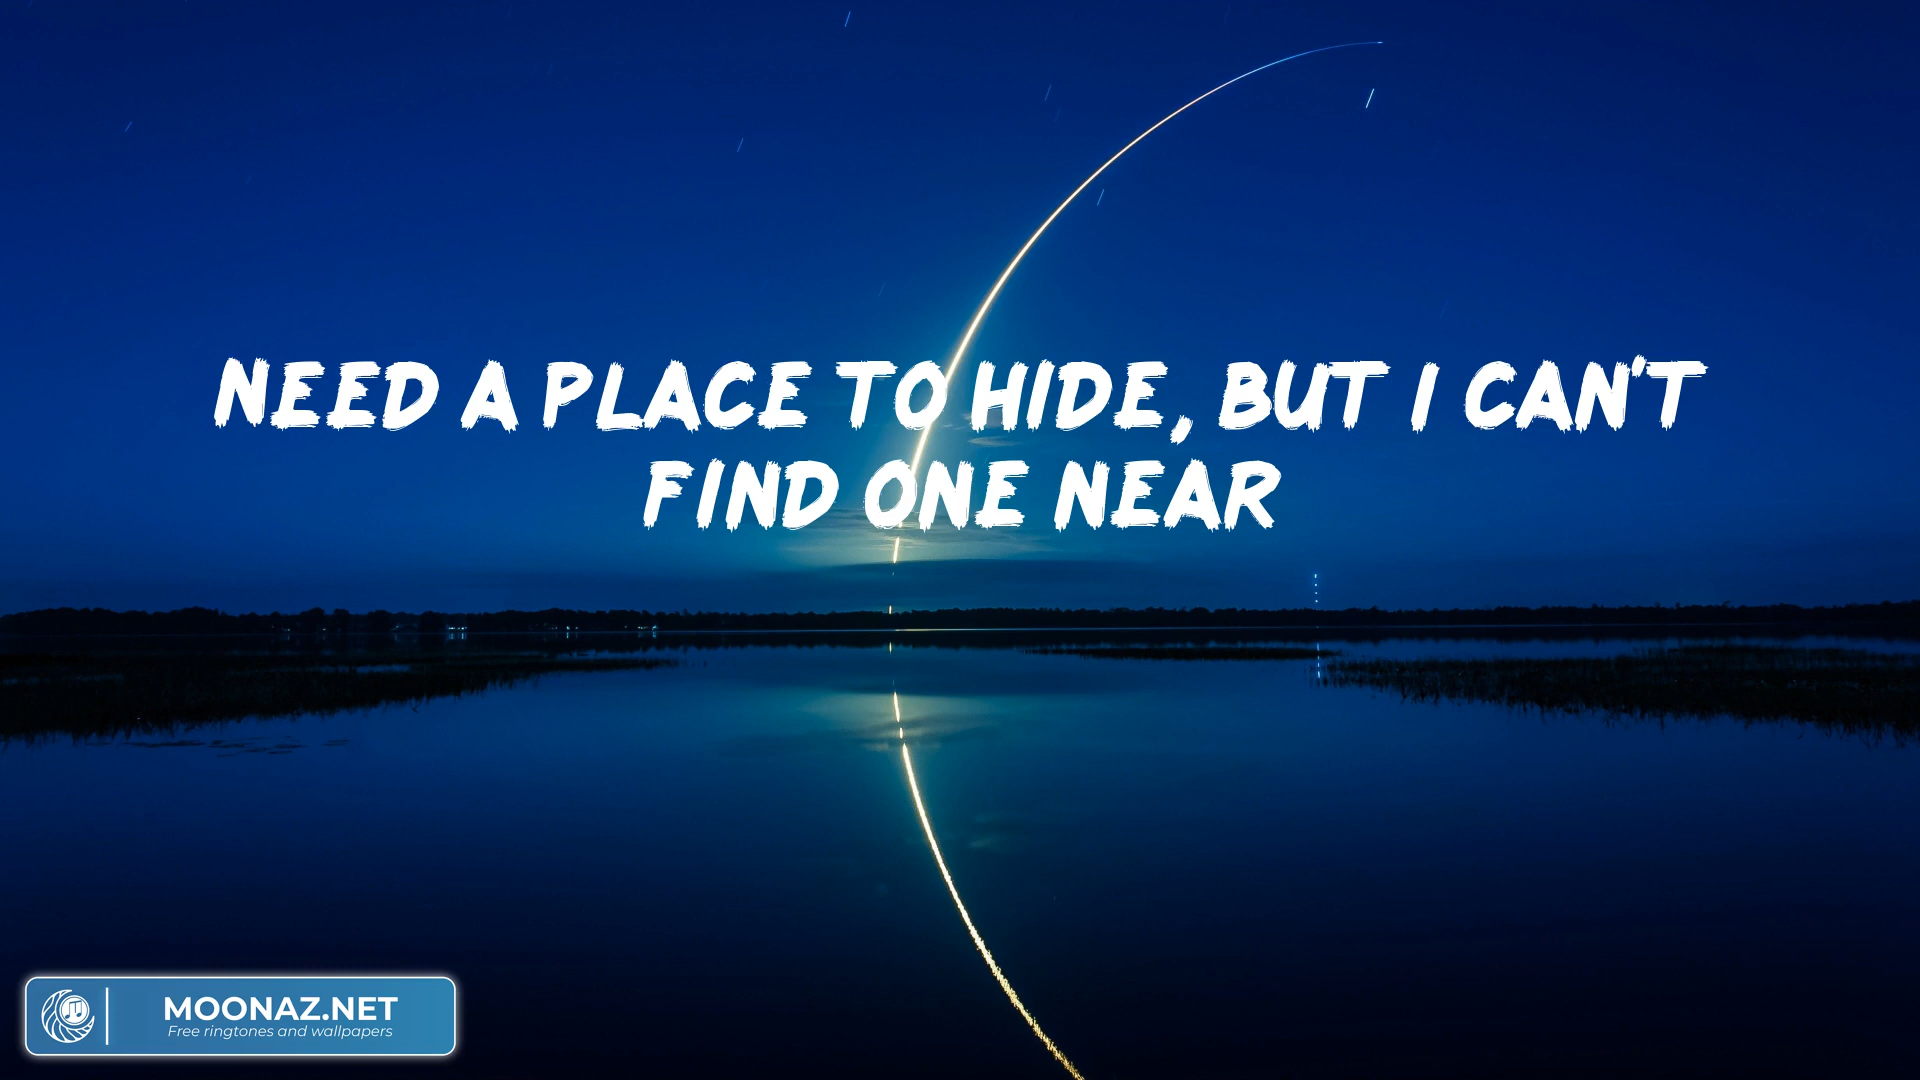 NEED A PLACE TO HIDE, BUT I CAN'T
FIND ONE NEAR
MOONAZ.NET
Free ringtones and wallpapers